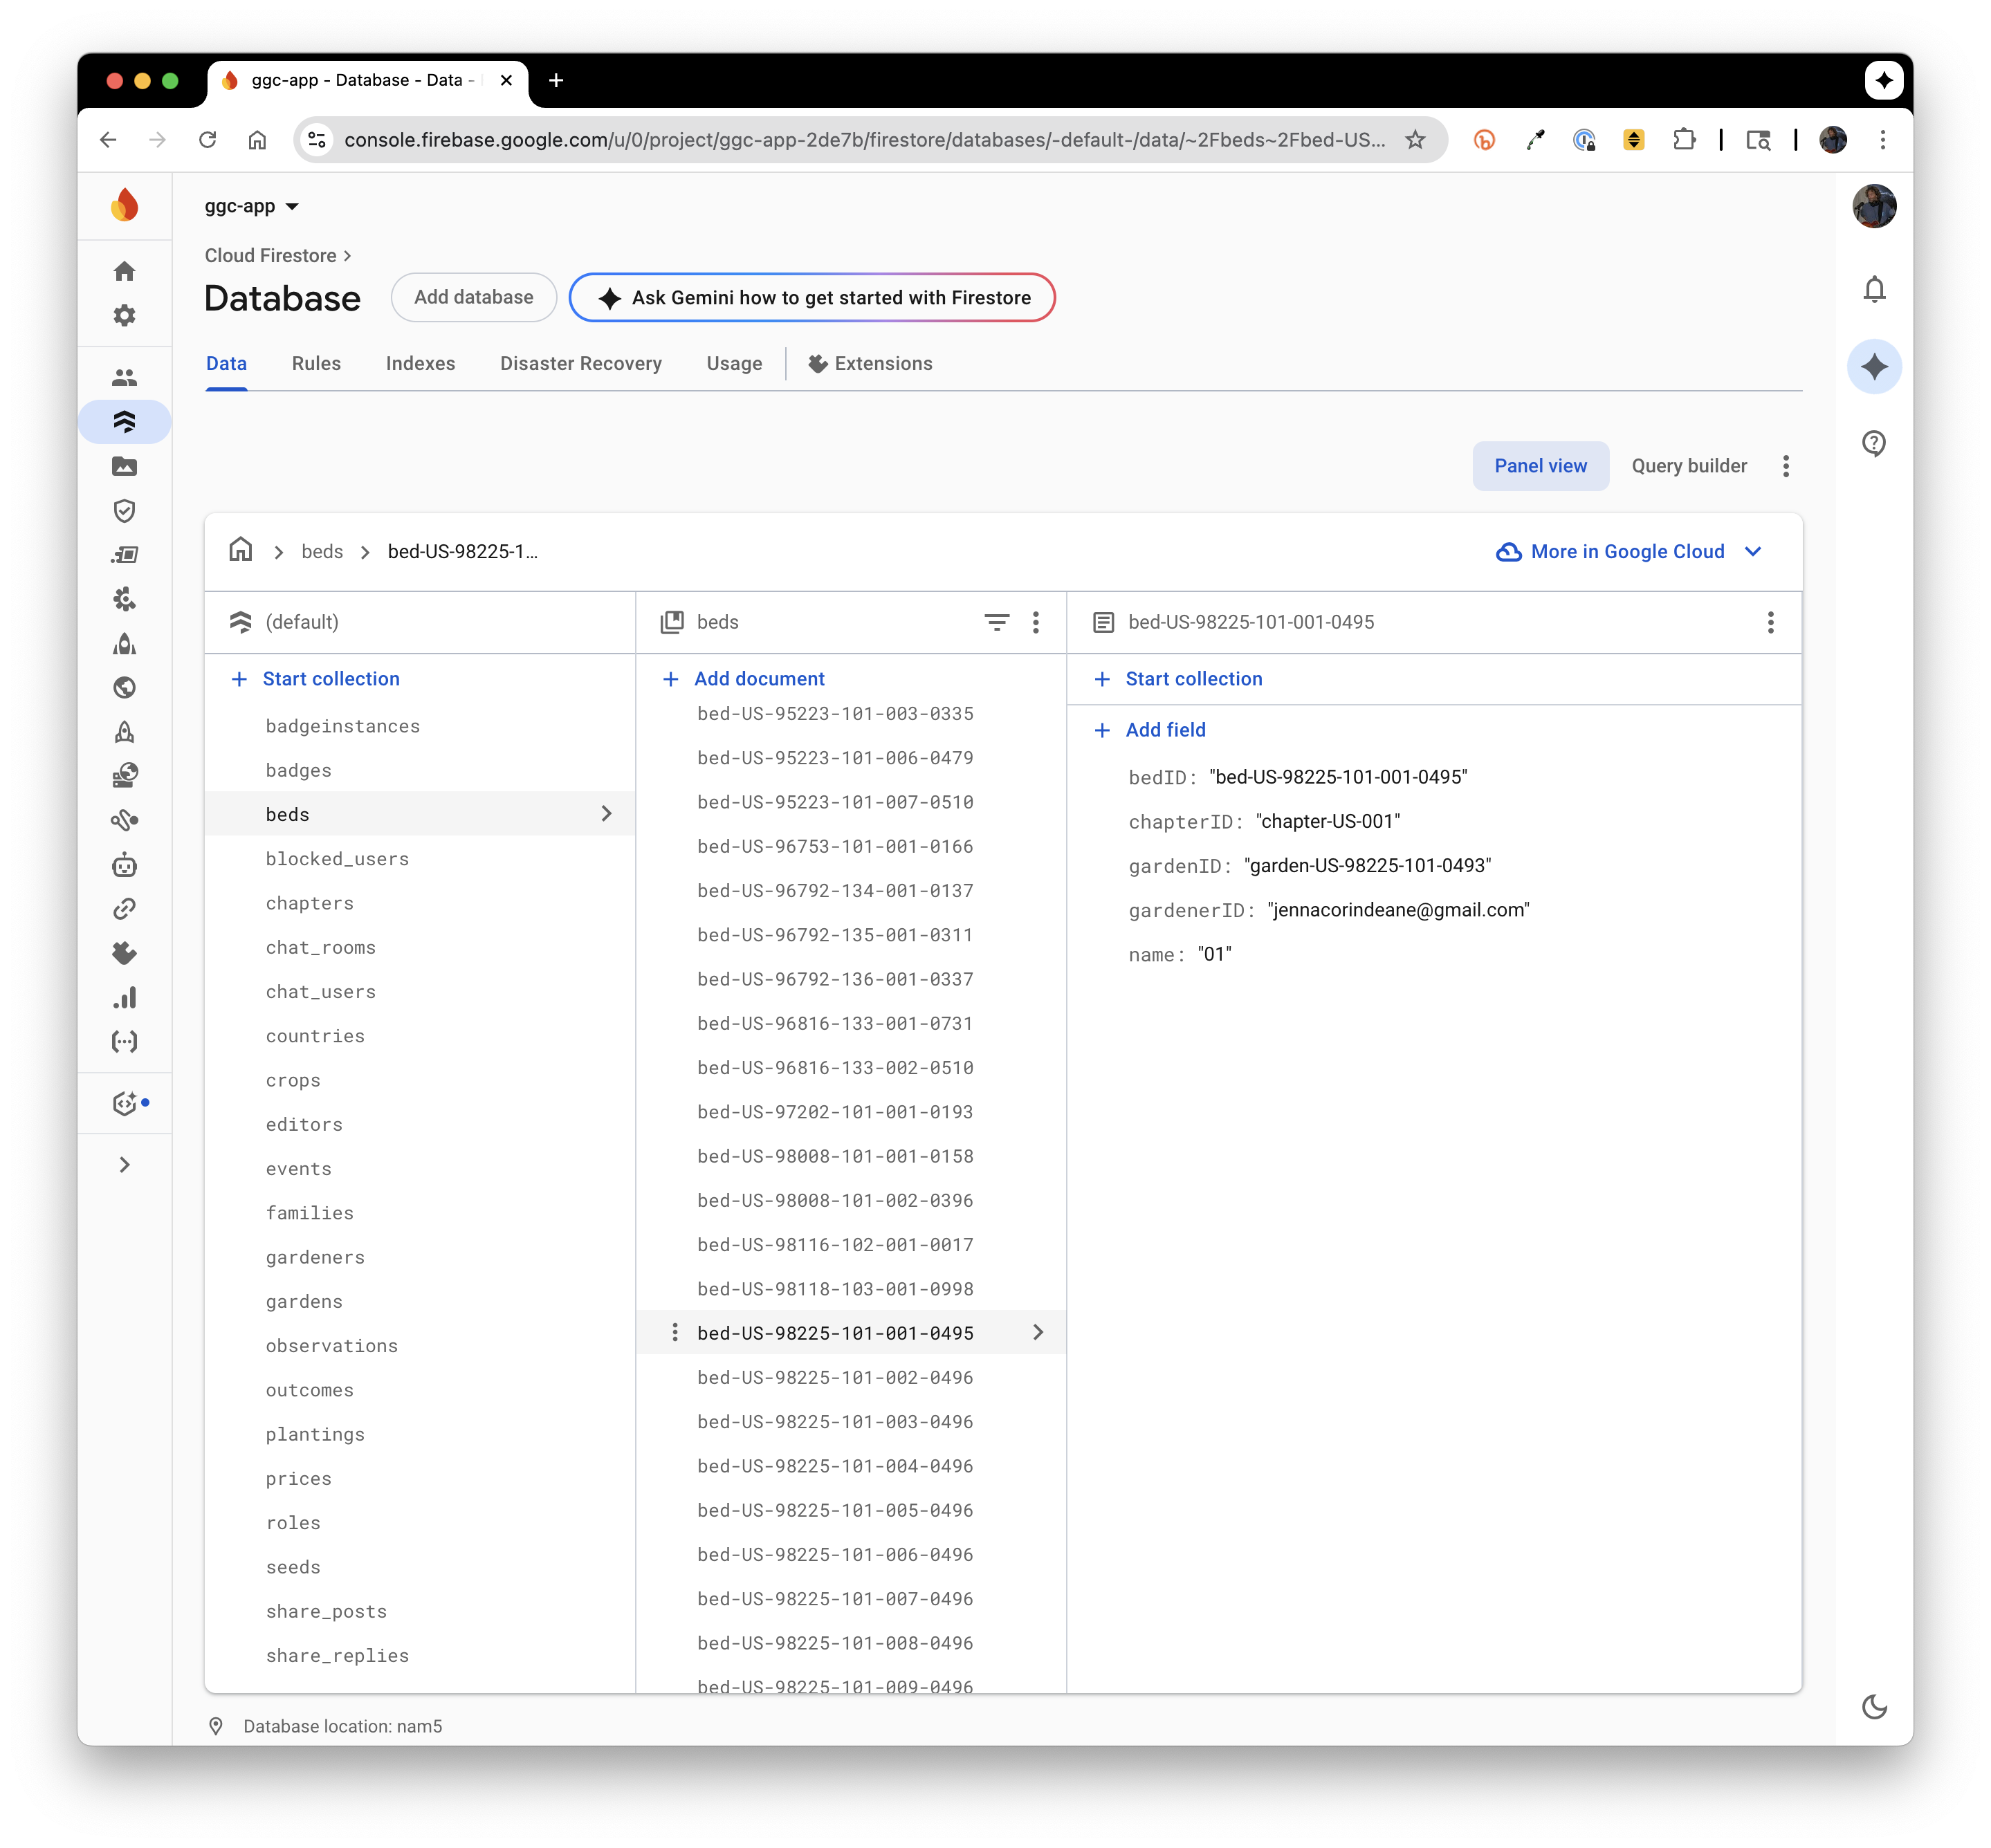 ggc-app - Database - Data -
console.firebase.google.com/u/0/project/ggc-app-2de7b/firestore/databases/-default-/data/~2Fbeds~2Fbed-US...
ggc-app
Cloud Firestore
Database
Add database
Ask Gemini how to get started with Firestore
Data
Rules
Indexes
Disaster Recovery
Usage
Extensions
Panel view
Query builder
beds
bed-US-98225-1...
More in Google Cloud
(default)
Start collection
badgeinstances
badges
beds
blocked_users
chapters
chat_rooms
chat_users
countries
crops
editors
events
families
gardeners
gardens
observations
outcomes
plantings
prices
roles
seeds
share_posts
share_replies
beds
Add document
bed-US-95223-101-003-0335
bed-US-95223-101-006-0479
bed-US-95223-101-007-0510
bed-US-96753-101-001-0166
bed-US-96792-134-001-0137
bed-US-96792-135-001-0311
bed-US-96792-136-001-0337
bed-US-96816-133-001-0731
bed-US-96816-133-002-0510
bed-US-97202-101-001-0193
bed-US-98008-101-001-0158
bed-US-98008-101-002-0396
bed-US-98116-102-001-0017
bed-US-98118-103-001-0998
bed-US-98225-101-001-0495
bed-US-98225-101-002-0496
bed-US-98225-101-003-0496
bed-US-98225-101-004-0496
bed-US-98225-101-005-0496
bed-US-98225-101-006-0496
bed-US-98225-101-007-0496
bed-US-98225-101-008-0496
bed-US-98225-101-009-0496
bed-US-98225-101-001-0495
Start collection
Add field
bedID: "bed-US-98225-101-001-0495"
chapterID: "chapter-US-001"
gardenID: "garden-US-98225-101-0493"
gardenerID: "jennacorindeane@gmail.com"
name: "01"
Database location: nam5